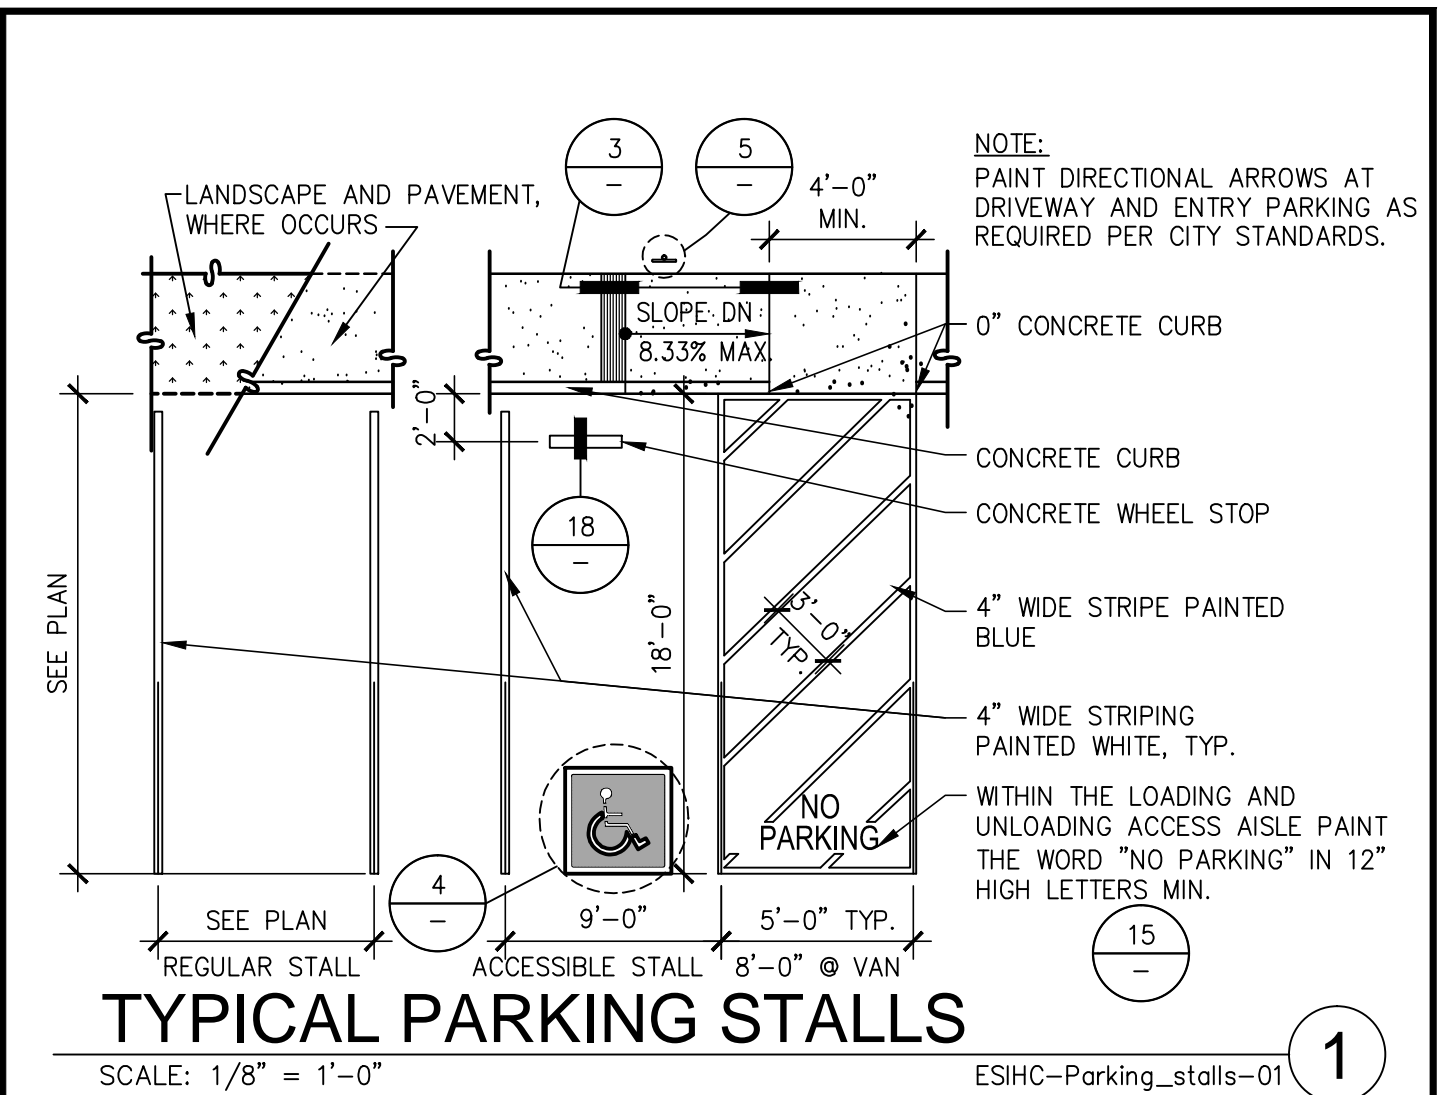 3
–
5
–
4'-0"
MIN.
NOTE:
PAINT DIRECTIONAL ARROWS AT
DRIVEWAY AND ENTRY PARKING AS
REQUIRED PER CITY STANDARDS.
LANDSCAPE AND PAVEMENT,
WHERE OCCURS
SLOPE DN
8.33% MAX.
0" CONCRETE CURB
2'-0"
CONCRETE CURB
CONCRETE WHEEL STOP
18
–
SEE PLAN
18'-0"
3'-0"
TYP.
4" WIDE STRIPE PAINTED
BLUE
4" WIDE STRIPING
PAINTED WHITE, TYP.
NO
PARKING
WITHIN THE LOADING AND
UNLOADING ACCESS AISLE PAINT
THE WORD "NO PARKING" IN 12"
HIGH LETTERS MIN.
4
–
15
–
SEE PLAN
9'-0"
5'-0" TYP.
REGULAR STALL
ACCESSIBLE STALL
8'-0" @ VAN
TYPICAL PARKING STALLS
1
SCALE: 1/8" = 1'-0"
ESIHC-Parking_stalls-01